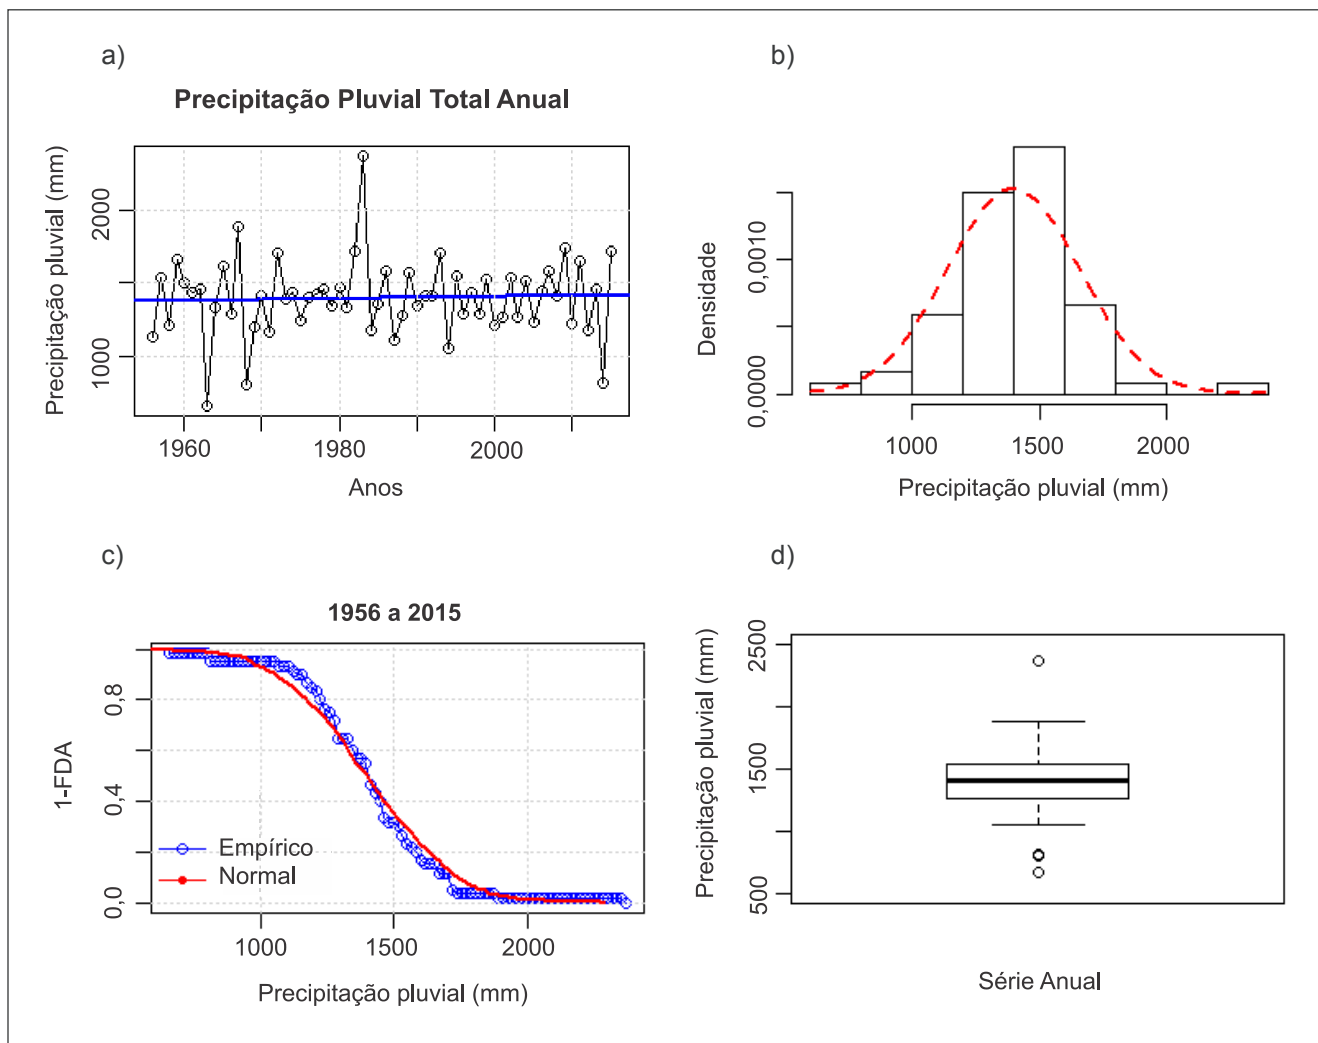 a)
Precipitação Pluvial Total Anual
Precipitação pluvial (mm)
2000
1000
1960
1980
2000
Anos
b)
Densidade
0,0010
0,0000
1000
1500
2000
Precipitação pluvial (mm)
c)
1956 a 2015
1-FDA
0,8
0,4
0,0
Empírico
Normal
1000
1500
2000
Precipitação pluvial (mm)
d)
Precipitação pluvial (mm)
2500
1500
500
Série Anual